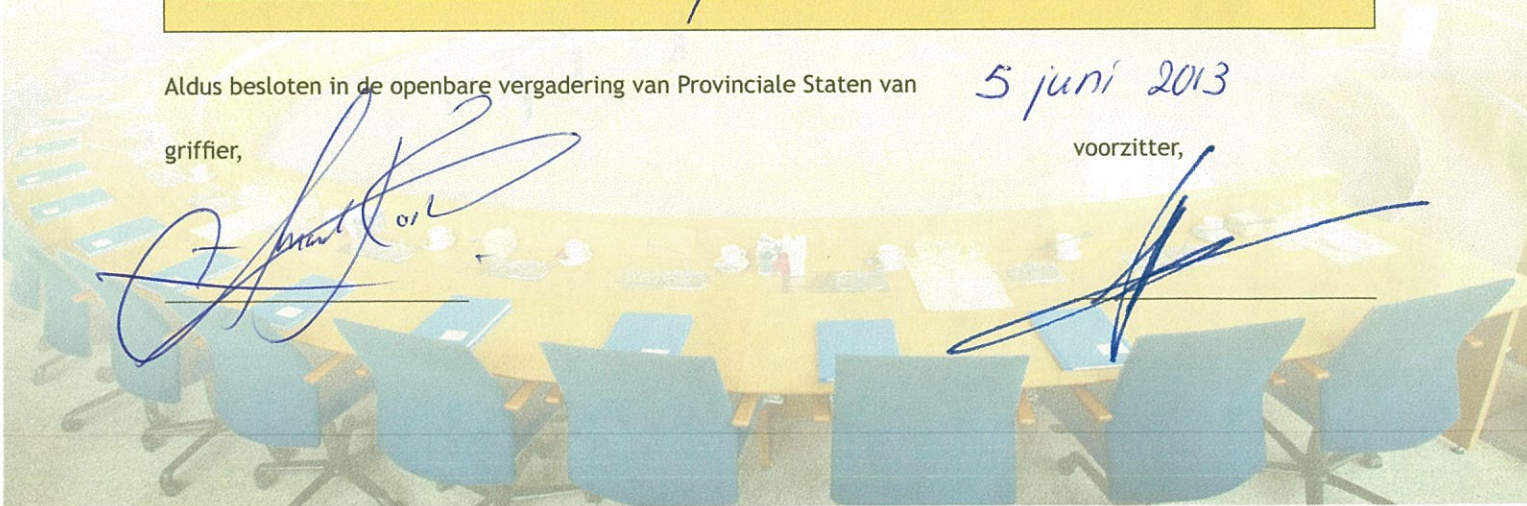 Aldus besloten in de openbare vergadering van Provinciale Staten van 5 juni 2013
griffier, voorzitter,